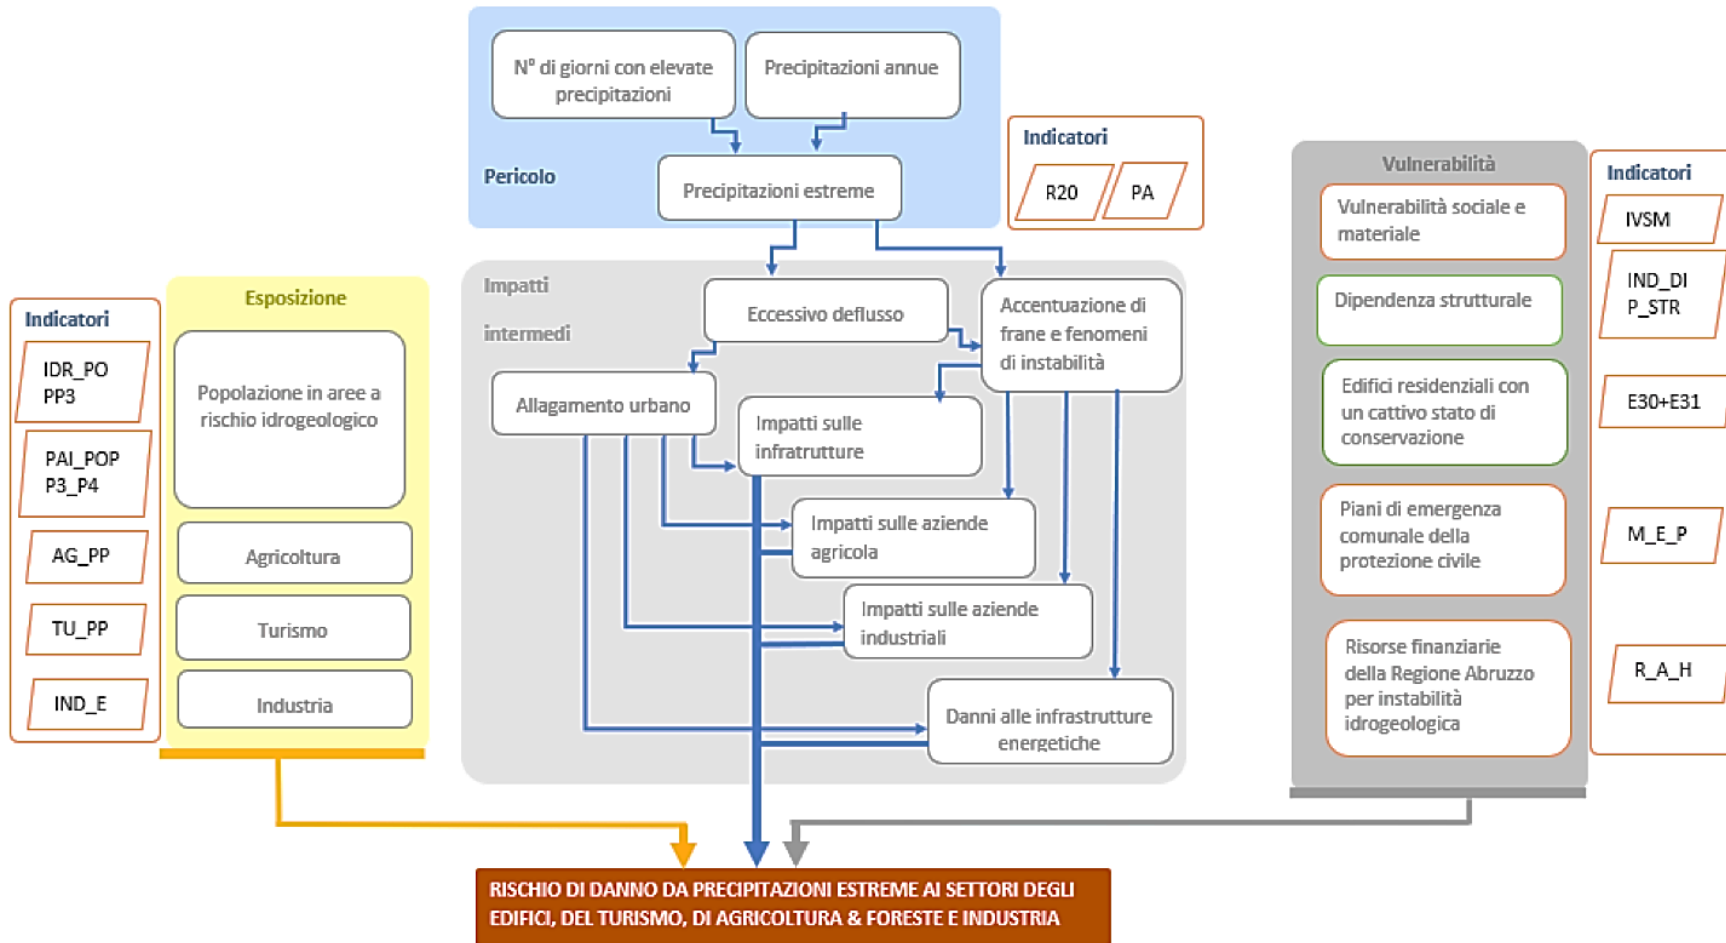 N° di giorni con elevate
precipitazioni
Precipitazioni annue
Pericolo
Precipitazioni estreme
Indicatori
R20
PA
Esposizione
Indicatori
IDR_PO
PP3
Popolazione in aree a
rischio idrogeologico
PAI_POP
P3_P4
AG_PP
Agricoltura
TU_PP
Turismo
IND_E
Industria
Impatti
intermedi
Eccessivo deflusso
Accentuazione di
frane e fenomeni
di instabilità
Allagamento urbano
Impatti sulle
infratrutture
Impatti sulle aziende
agricola
Impatti sulle aziende
industriali
Danni alle infrastrutture
energetiche
Vulnerabilità
Indicatori
Vulnerabilità sociale e
materiale
IVSM
Dipendenza strutturale
IND_DI
P_STR
Edifici residenziali con
un cattivo stato di
conservazione
E30+E31
Piani di emergenza
comunale della
protezione civile
M_E_P
Risorse finanziarie
della Regione Abruzzo
per instabilità
idrogeologica
R_A_H
RISCHIO DI DANNO DA PRECIPITAZIONI ESTREME AI SETTORI DEGLI
EDIFICI, DEL TURISMO, DI AGRICOLTURA & FORESTE E INDUSTRIA